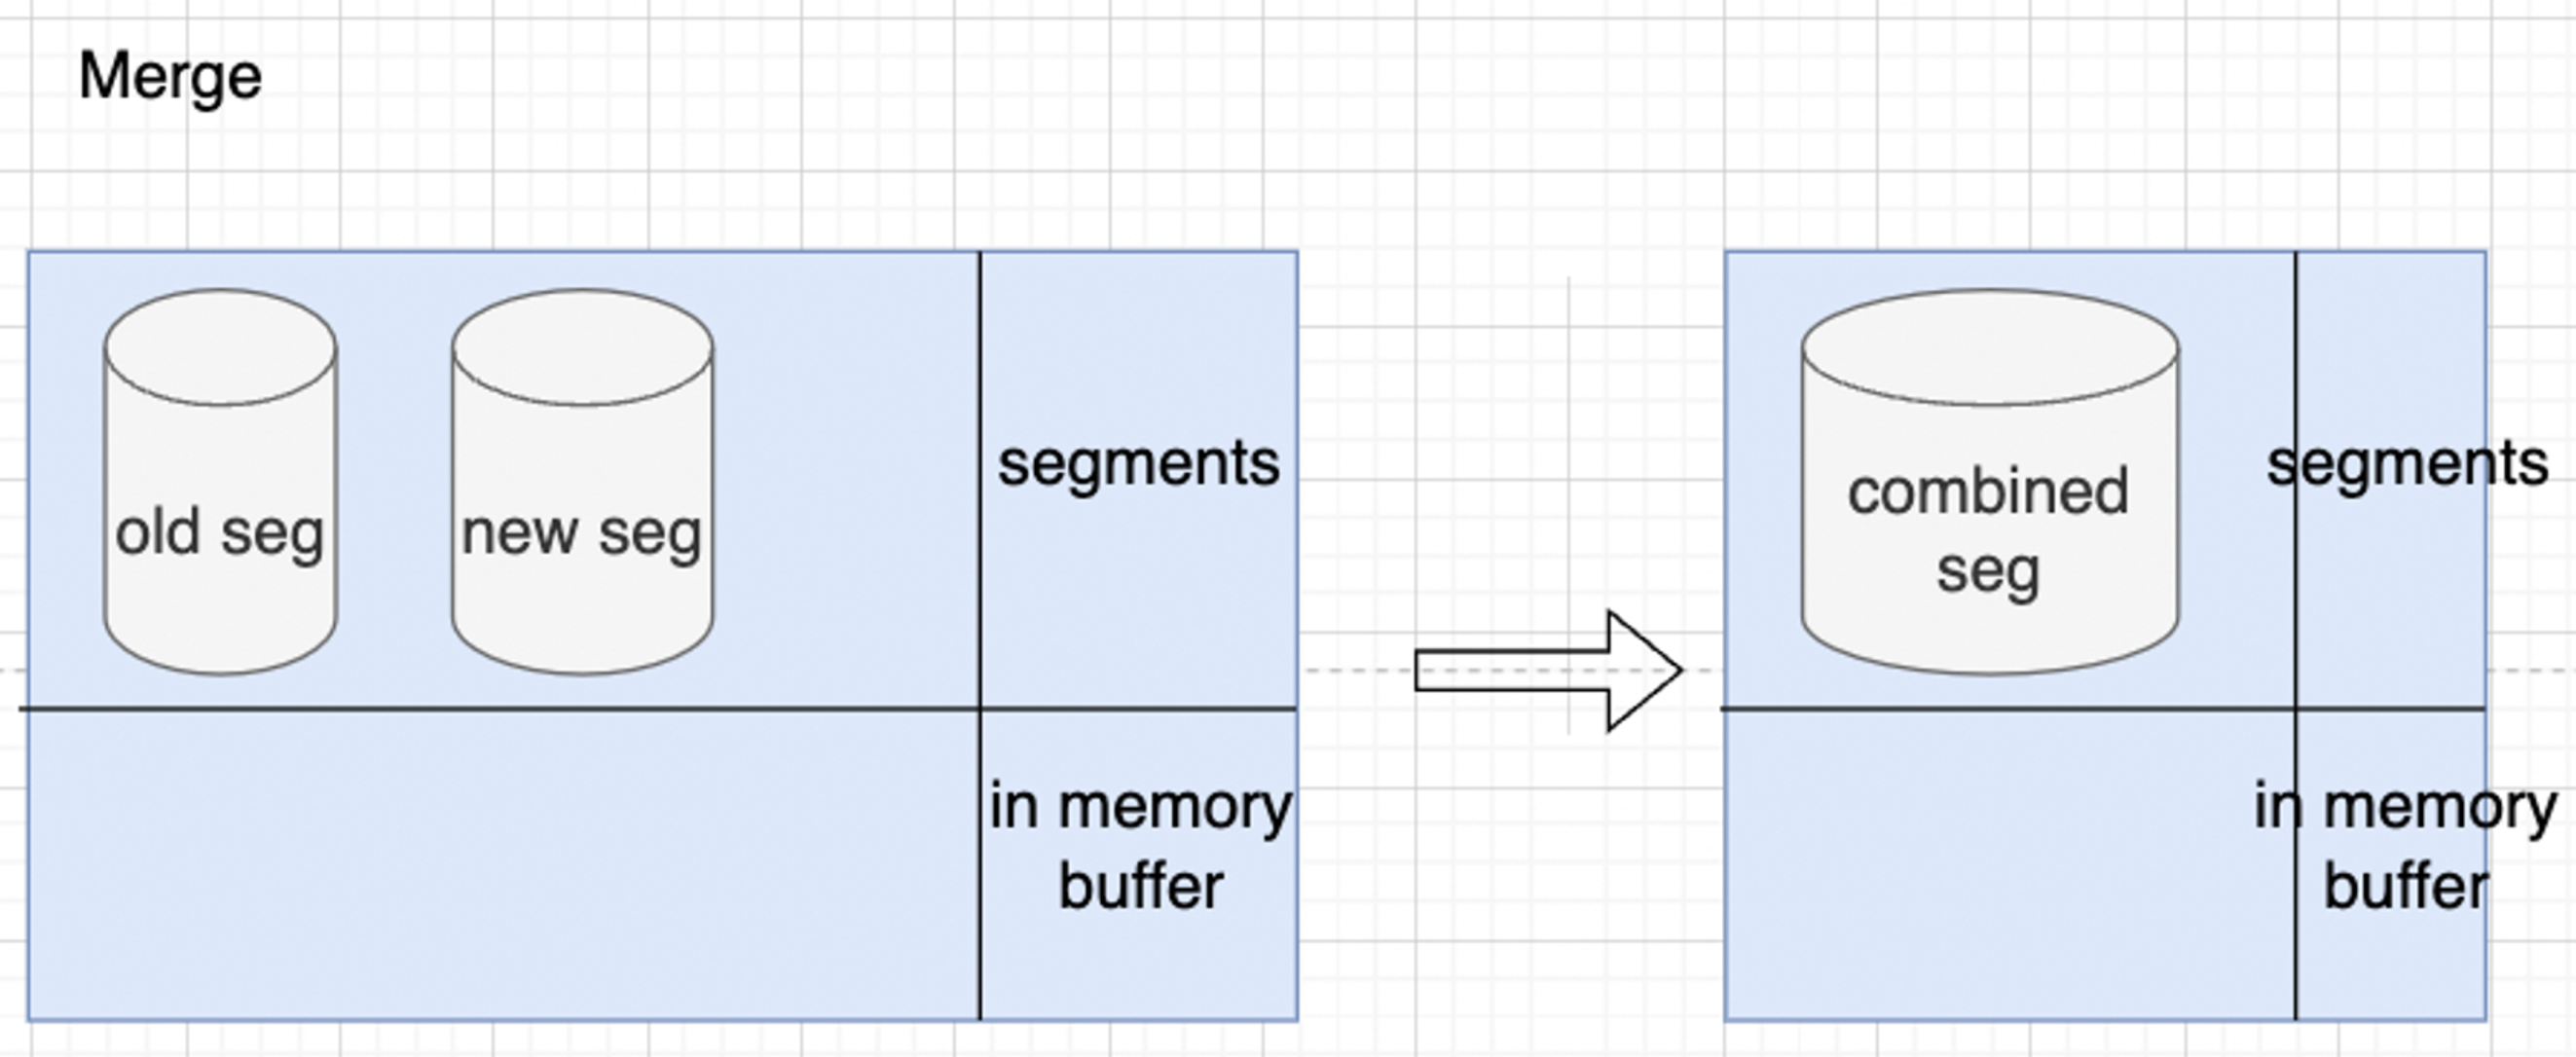 Merge
old seg
new seg
segments
in memory
buffer
combined
seg
segments
in memory
buffer